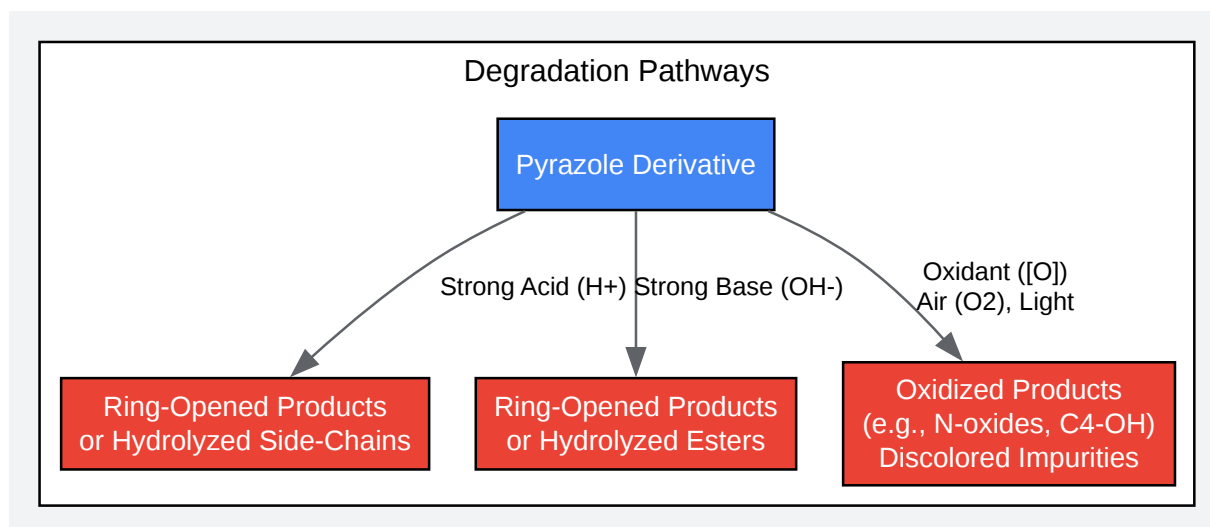 Degradation Pathways
Pyrazole Derivative
Strong Acid (H+)
Strong Base (OH-)
Oxidant ([O])
Air (O2), Light
Ring-Opened Products
or Hydrolyzed Side-Chains
Ring-Opened Products
or Hydrolyzed Esters
Oxidized Products
(e.g., N-oxides, C4-OH)
Discolored Impurities